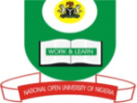 WORK & LEARN
NATIONAL OPEN UNIVERSITY OF NIGERIA